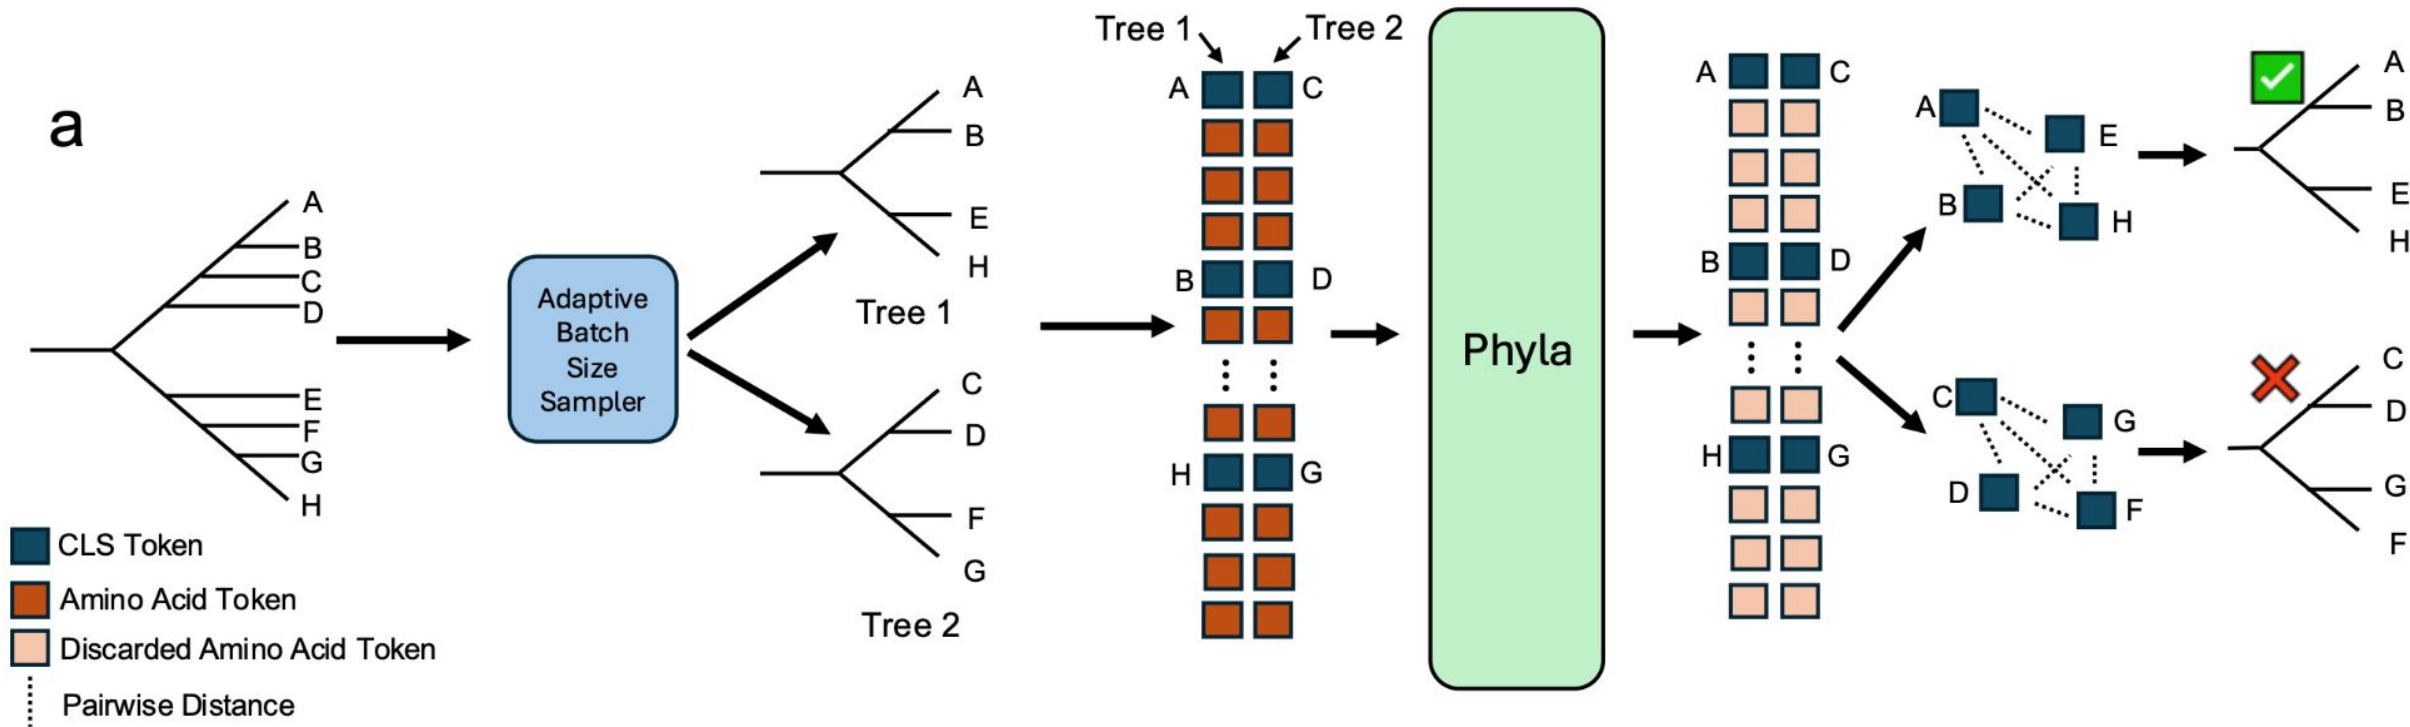 a
A
B
C
D
E
F
G
H
CLS Token
Amino Acid Token
Discarded Amino Acid Token
Pairwise Distance
Adaptive
Batch
Size
Sampler
A
B
E
H
Tree 1
C
D
F
G
Tree 2
Tree 1
Tree 2
A
C
B
D
H
G
Phyla
A
C
B
D
H
G
A
E
B
H
C
G
D
F
A
B
E
H
C
D
G
F